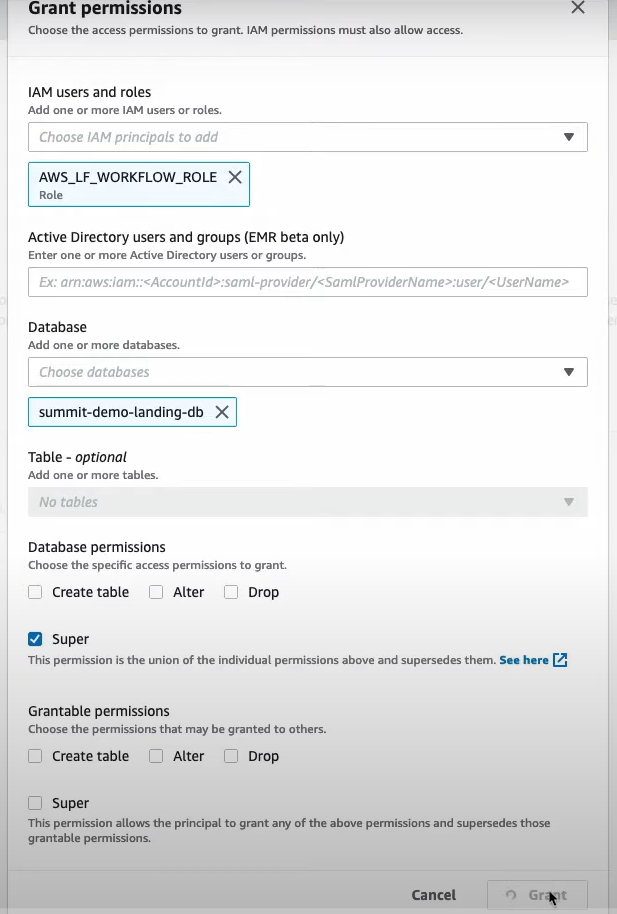 Grant permissions
Choose the access permissions to grant. IAM permissions must also allow access.
IAM users and roles
Add one or more IAM users or roles.
Choose IAM principals to add
AWS_LF_WORKFLOW_ROLE
Role
Active Directory users and groups (EMR beta only)
Enter one or more Active Directory users or groups.
Ex: arn:aws:iam::<AccountId>:saml-provider/<SamlProviderName>:user/<UserName>
Database
Add one or more databases.
Choose databases
summit-demo-landing-db
Table - optional
Add one or more tables.
No tables
Database permissions
Choose the specific access permissions to grant.
Create table Alter Drop
Super
This permission is the union of the individual permissions above and supersedes them. See here
Grantable permissions
Choose the permissions that may be granted to others.
Create table Alter Drop
Super
This permission allows the principal to grant any of the above permissions and supersedes those
grantable permissions.
Cancel Grant